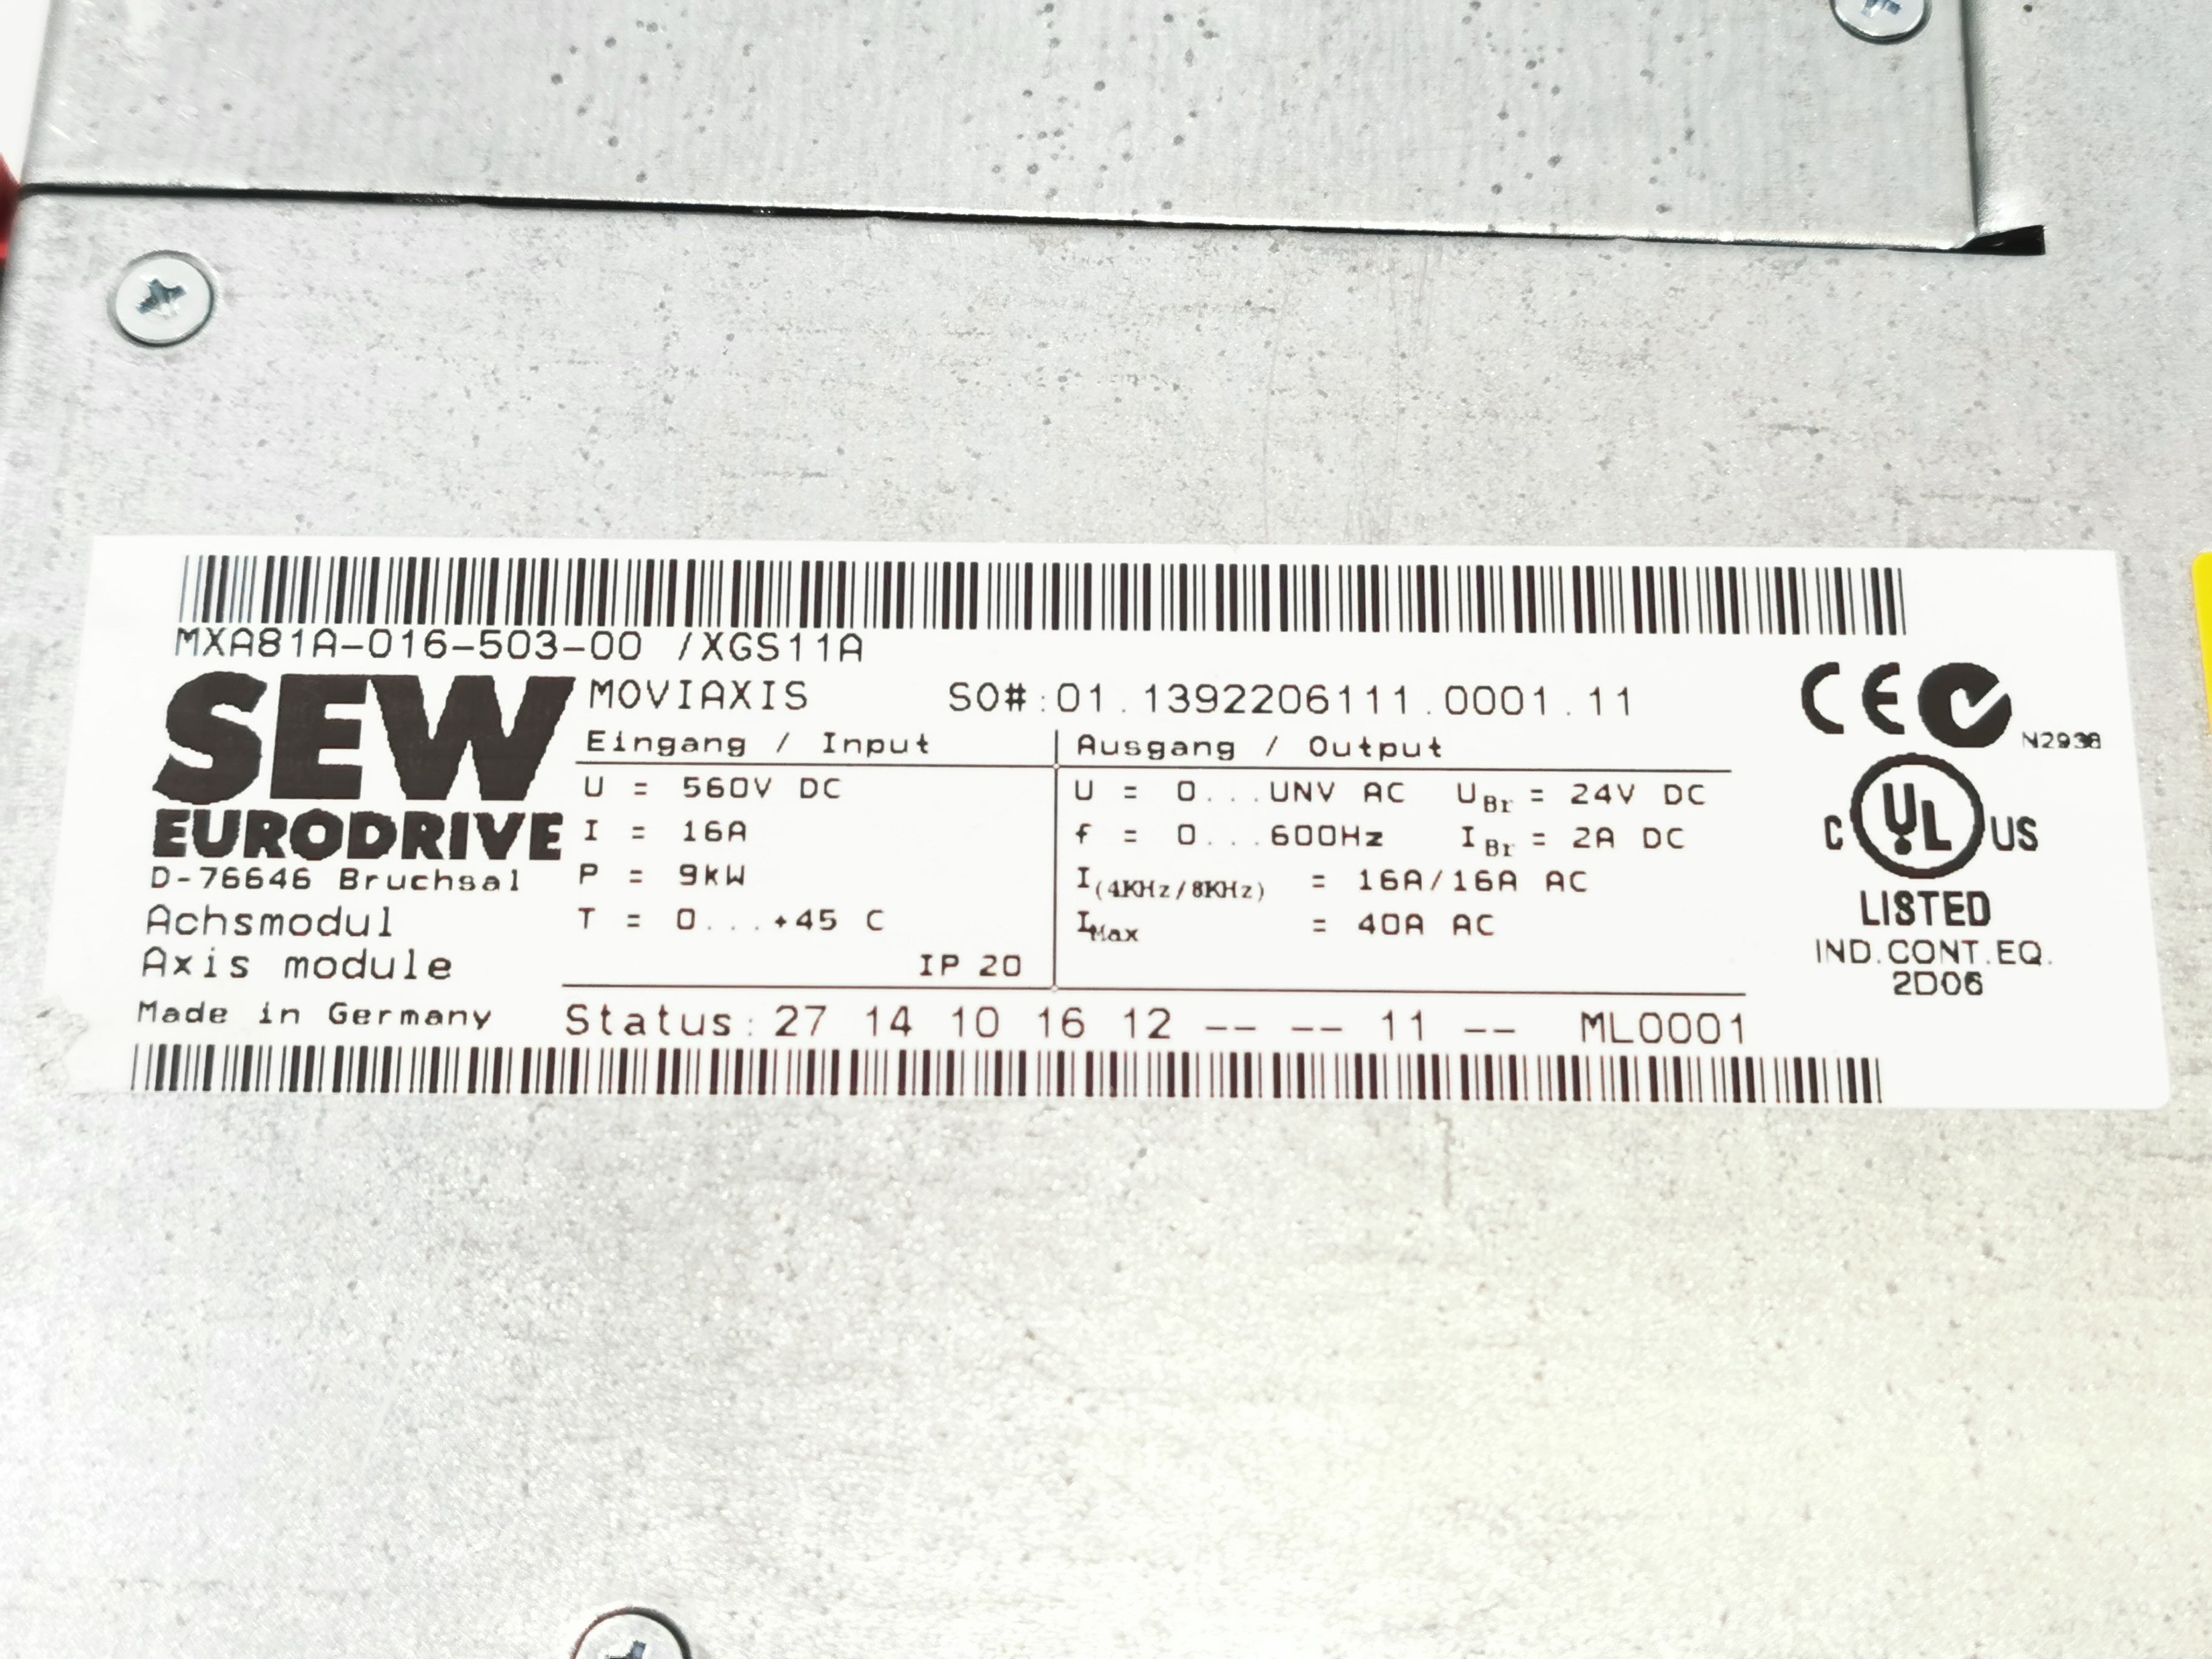 MXA81A-016-503-00 /XGS11A
SEW
EURODRIVE
D-76646 Bruchsal
Achsmodul
Axis module
Made in Germany
MOVIAXIS SO#:01.1392206111.0001.11
Eingang / Input
U = 560V DC
I = 16A
P = 9kW
T = 0...+45 C
IP 20
Ausgang / Output
U = 0...UNV AC UBr = 24V DC
f = 0...600Hz IBr = 2A DC
I(4KHz/8KHz) = 16A/16A AC
IMax = 40A AC
Status: 27 14 10 16 12 -- -- 11 -- ML0001
CE
N2938
C UL US
LISTED
IND.CONT.EQ.
2D06